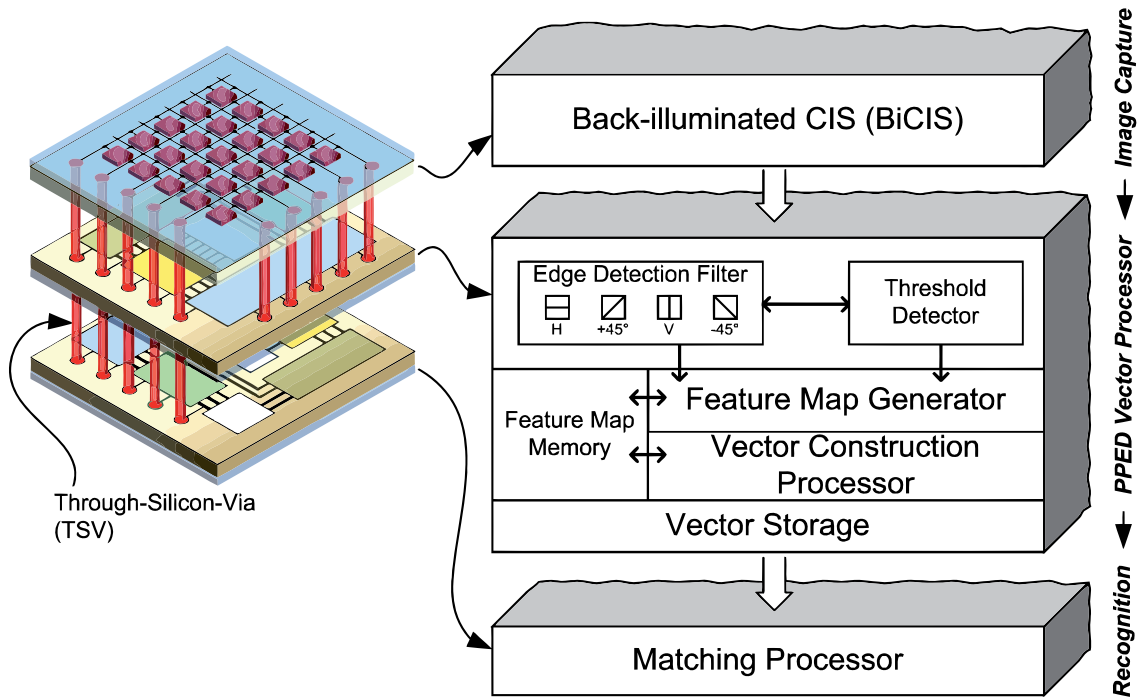 Back-illuminated CIS (BiCIS)
Edge Detection Filter
H
+45°
V
-45°
Threshold
Detector
Feature Map Generator
Feature Map
Memory
Vector Construction
Processor
Vector Storage
Matching Processor
Through-Silicon-Via
(TSV)
Image Capture
PPED Vector Processor
Recognition